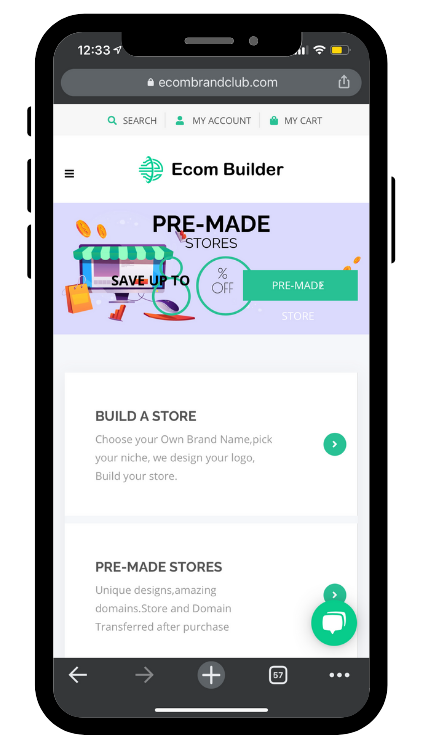 12:33
ecombrandclub.com
SEARCH MY ACCOUNT MY CART
Ecom Builder
PRE-MADE
STORES
SAVE UP TO
%
OFF
PRE-MADE
STORE
BUILD A STORE
Choose your Own Brand Name,pick
your niche, we design your logo,
Build your store.
PRE-MADE STORES
Unique designs,amazing
domains.Store and Domain
Transferred after purchase
57